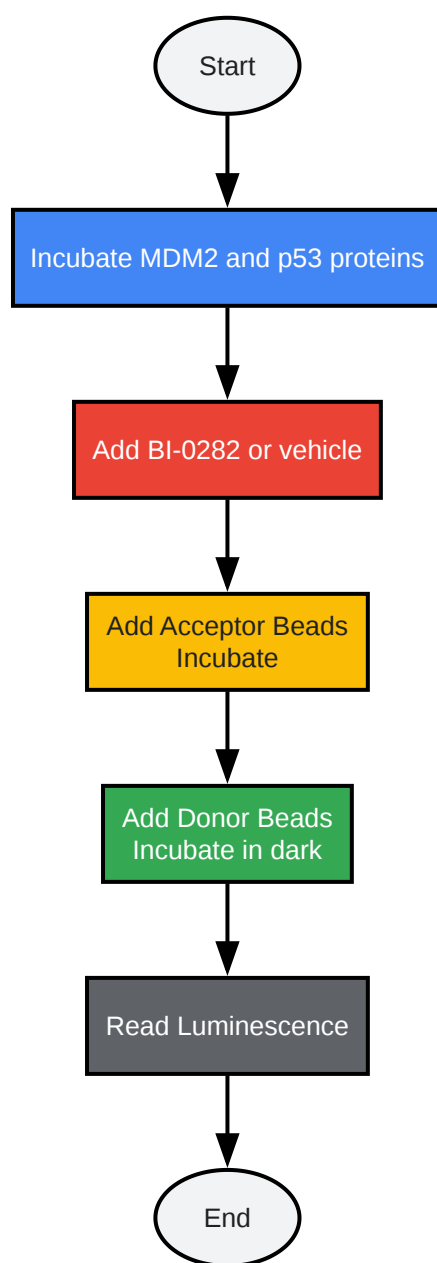 Start
Incubate MDM2 and p53 proteins
Add BI-0282 or vehicle
Add Acceptor Beads
Incubate
Add Donor Beads
Incubate in dark
Read Luminescence
End